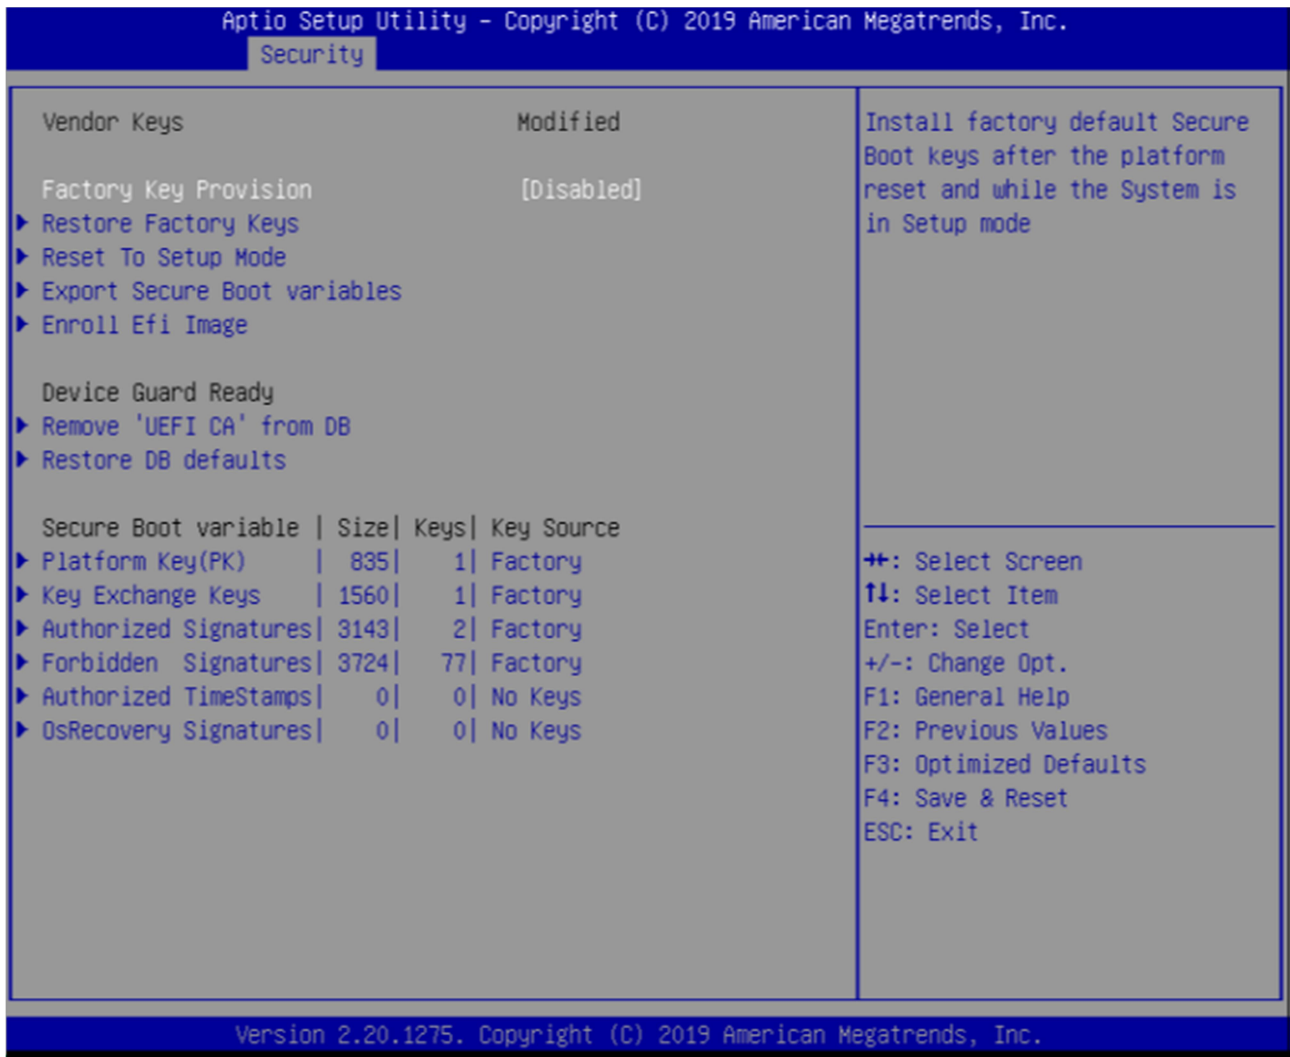 Aptio Setup Utility – Copyright (C) 2019 American Megatrends, Inc.
Security
Vendor Keys Modified
Factory Key Provision [Disabled]
Restore Factory Keys
Reset To Setup Mode
Export Secure Boot variables
Enroll Efi Image
Device Guard Ready
Remove 'UEFI CA' from DB
Restore DB defaults
Secure Boot variable | Size| Keys| Key Source
Platform Key(PK) | 835| 1| Factory
Key Exchange Keys | 1560| 1| Factory
Authorized Signatures| 3143| 2| Factory
Forbidden Signatures| 3724| 77| Factory
Authorized TimeStamps| 0| 0| No Keys
OsRecovery Signatures| 0| 0| No Keys
Install factory default Secure
Boot keys after the platform
reset and while the System is
in Setup mode
→←: Select Screen
↑↓: Select Item
Enter: Select
+/-: Change Opt.
F1: General Help
F2: Previous Values
F3: Optimized Defaults
F4: Save & Reset
ESC: Exit
Version 2.20.1275. Copyright (C) 2019 American Megatrends, Inc.